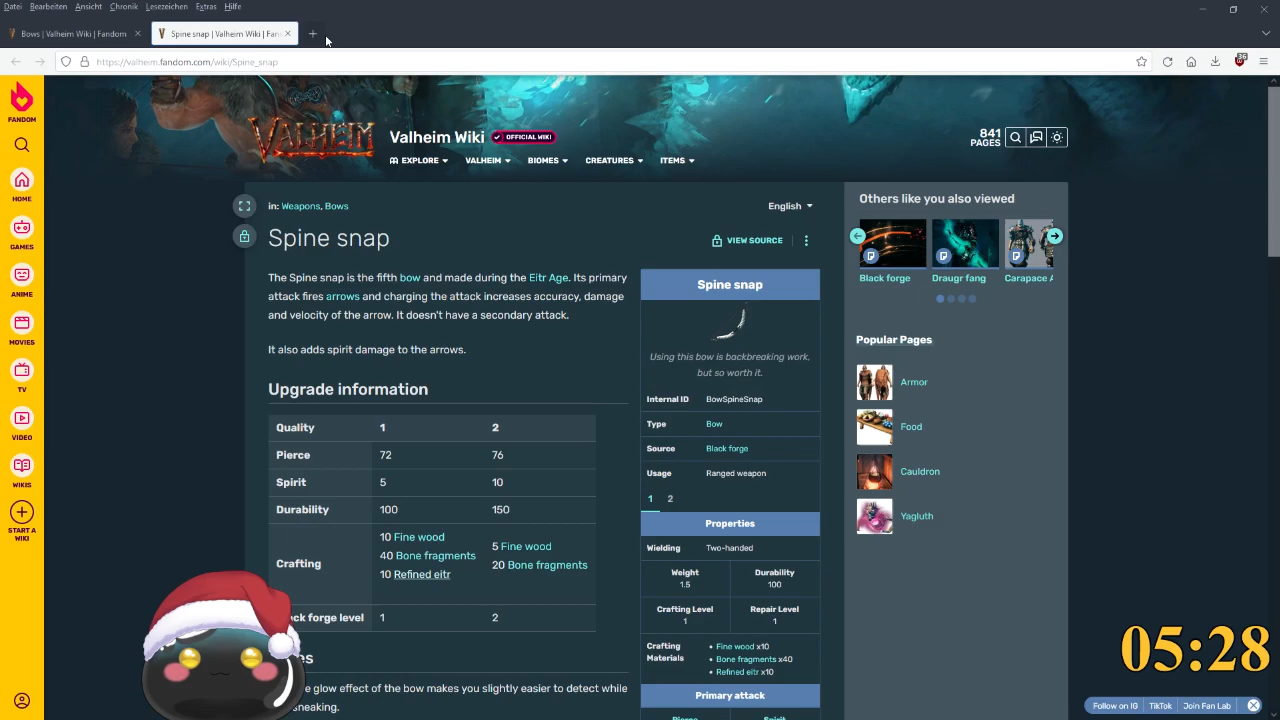 Datei Bearbeiten Ansicht Chronik Lesezeichen Extras Hilfe
Bows | Valheim Wiki | Fandom
Spine snap | Valheim Wiki | Fan
https://valheim.fandom.com/wiki/Spine_snap
FANDOM
HOME
GAMES
ANIME
MOVIES
TV
VIDEO
WIKIS
START A
WIKI
VALHEIM
Valheim Wiki
OFFICIAL WIKI
841
PAGES
EXPLORE VALHEIM BIOMES CREATURES ITEMS
in: Weapons, Bows
English
Spine snap
VIEW SOURCE
The Spine snap is the fifth bow and made during the Eitr Age. Its primary
attack fires arrows and charging the attack increases accuracy, damage
and velocity of the arrow. It doesn't have a secondary attack.
It also adds spirit damage to the arrows.
Upgrade information
Quality 1 2
Pierce 72 76
Spirit 5 10
Durability 100 150
Crafting
10 Fine wood
40 Bone fragments
10 Refined eitr
5 Fine wood
20 Bone fragments
ck forge level 1 2
es
e glow effect of the bow makes you slightly easier to detect while
neaking.
Spine snap
Using this bow is backbreaking work,
but so worth it.
Internal ID BowSpineSnap
Type Bow
Source Black forge
Usage Ranged weapon
1 2
Properties
Wielding Two-handed
Weight Durability
1.5 100
Crafting Level Repair Level
1 1
Crafting
Materials
• Fine wood x10
• Bone fragments x40
• Refined eitr x10
Primary attack
Pierce Spirit
Others like you also viewed
Black forge
Draugr fang
Carapace A
Popular Pages
Armor
Food
Cauldron
Yagluth
05:28
Follow on IG TikTok Join Fan Lab